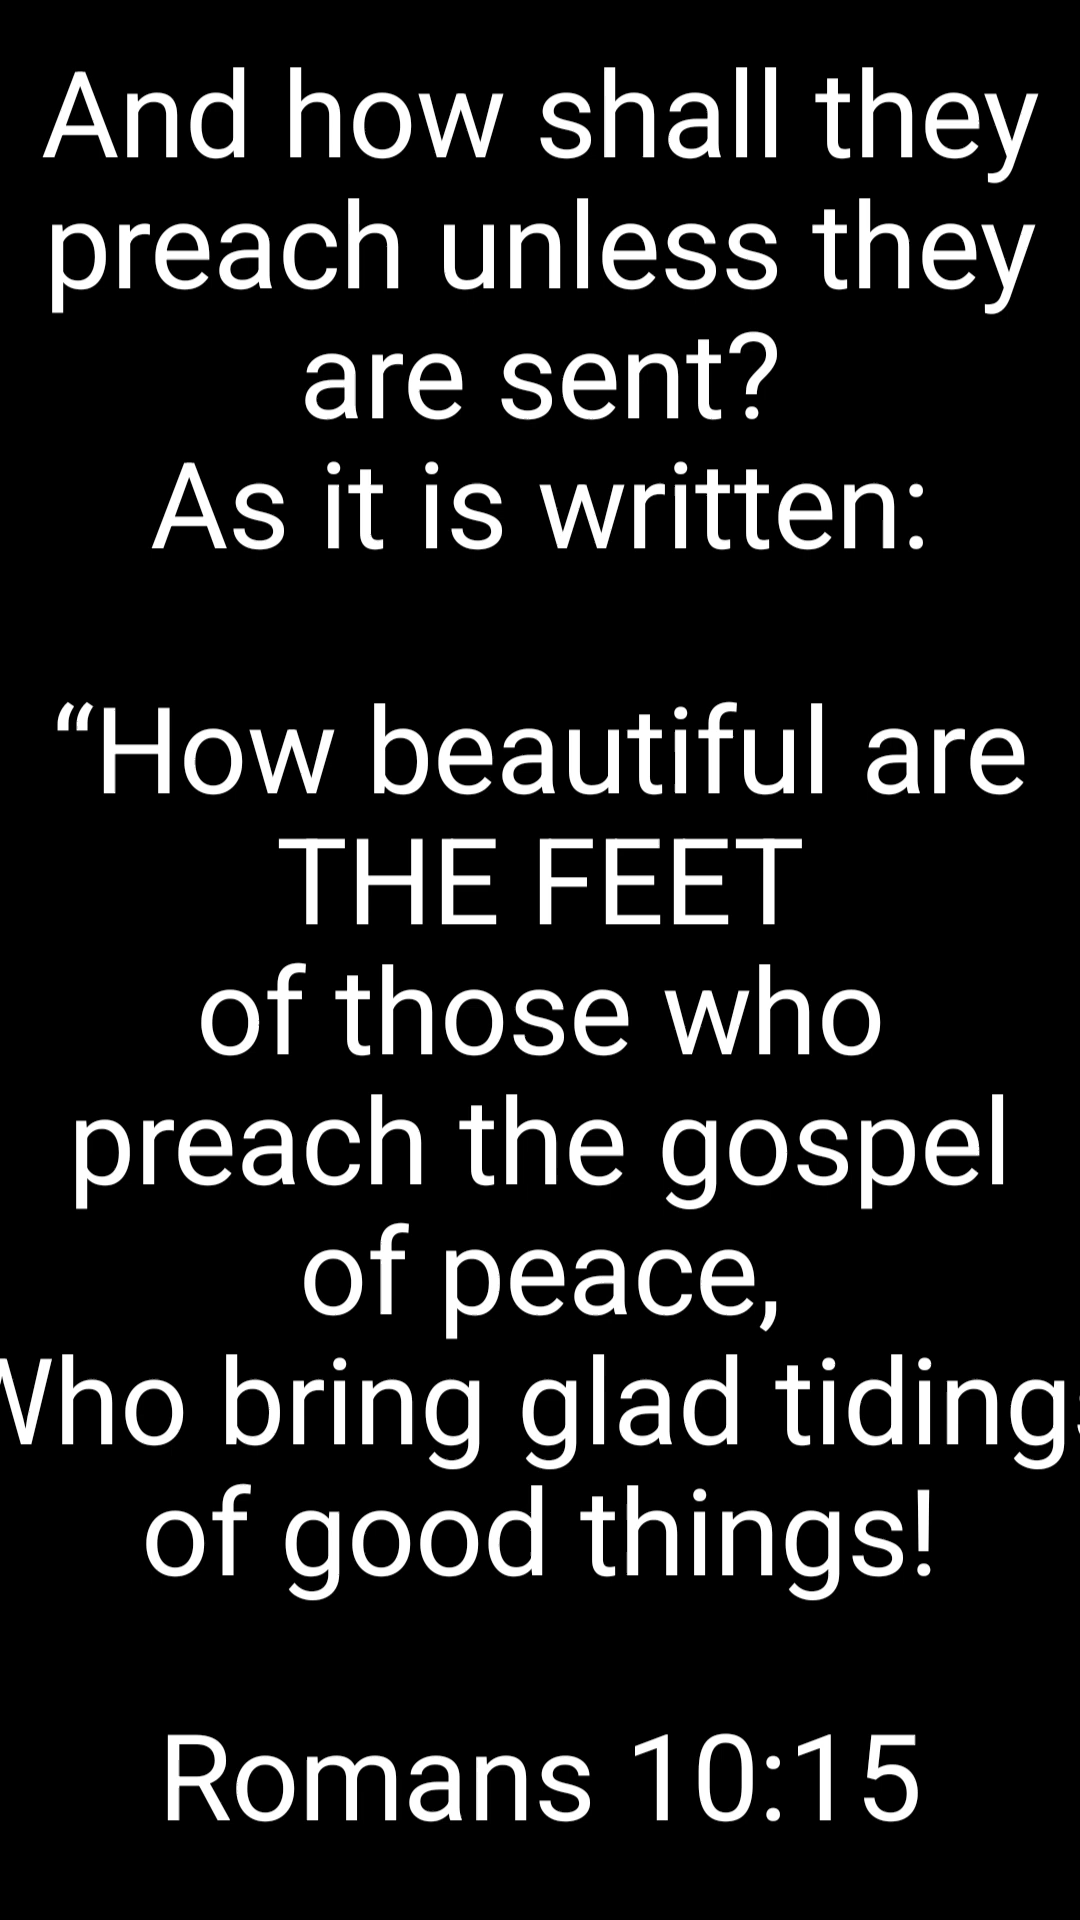 And how shall they
preach unless they
are sent?
As it is written:
“How beautiful are
THE FEET
of those who
preach the gospel
of peace,
Who bring glad tidings
of good things!
Romans 10:15